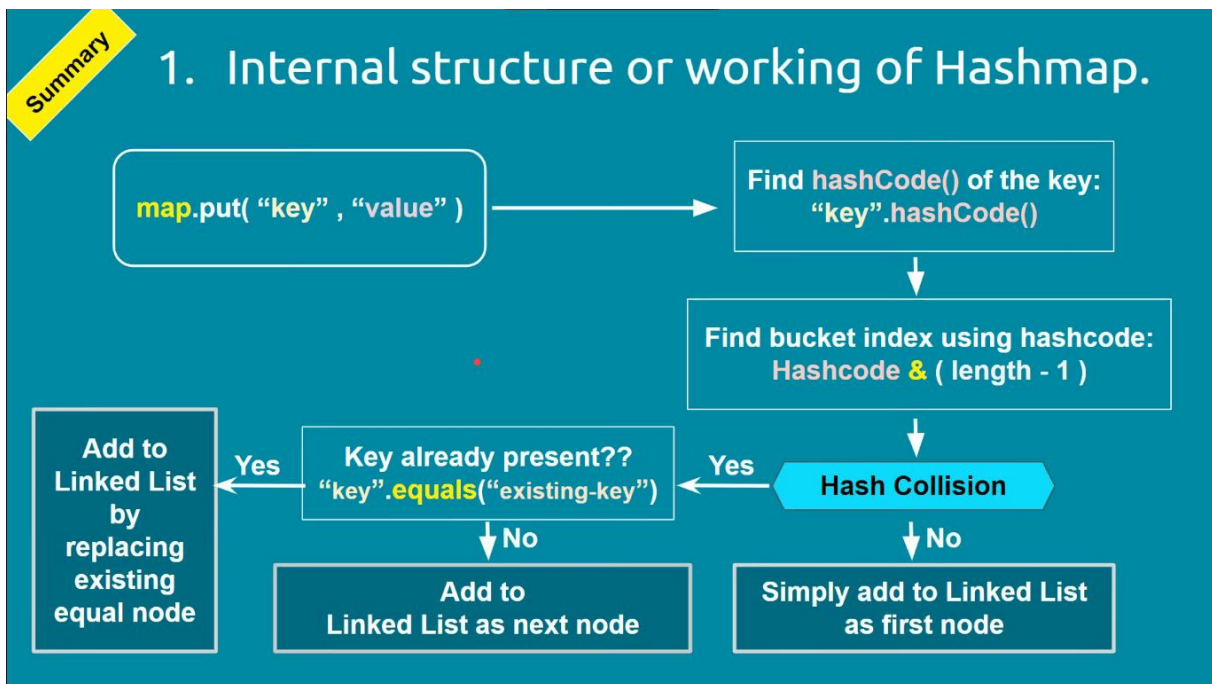 Summary
1. Internal structure or working of Hashmap.
map.put( “key” , “value” )
Find hashCode() of the key:
“key”.hashCode()
Find bucket index using hashcode:
Hashcode & ( length - 1 )
Hash Collision
Yes
No
Key already present??
“key”.equals(“existing-key”)
Yes
No
Add to
Linked List
by
replacing
existing
equal node
Add to
Linked List as next node
Simply add to Linked List
as first node